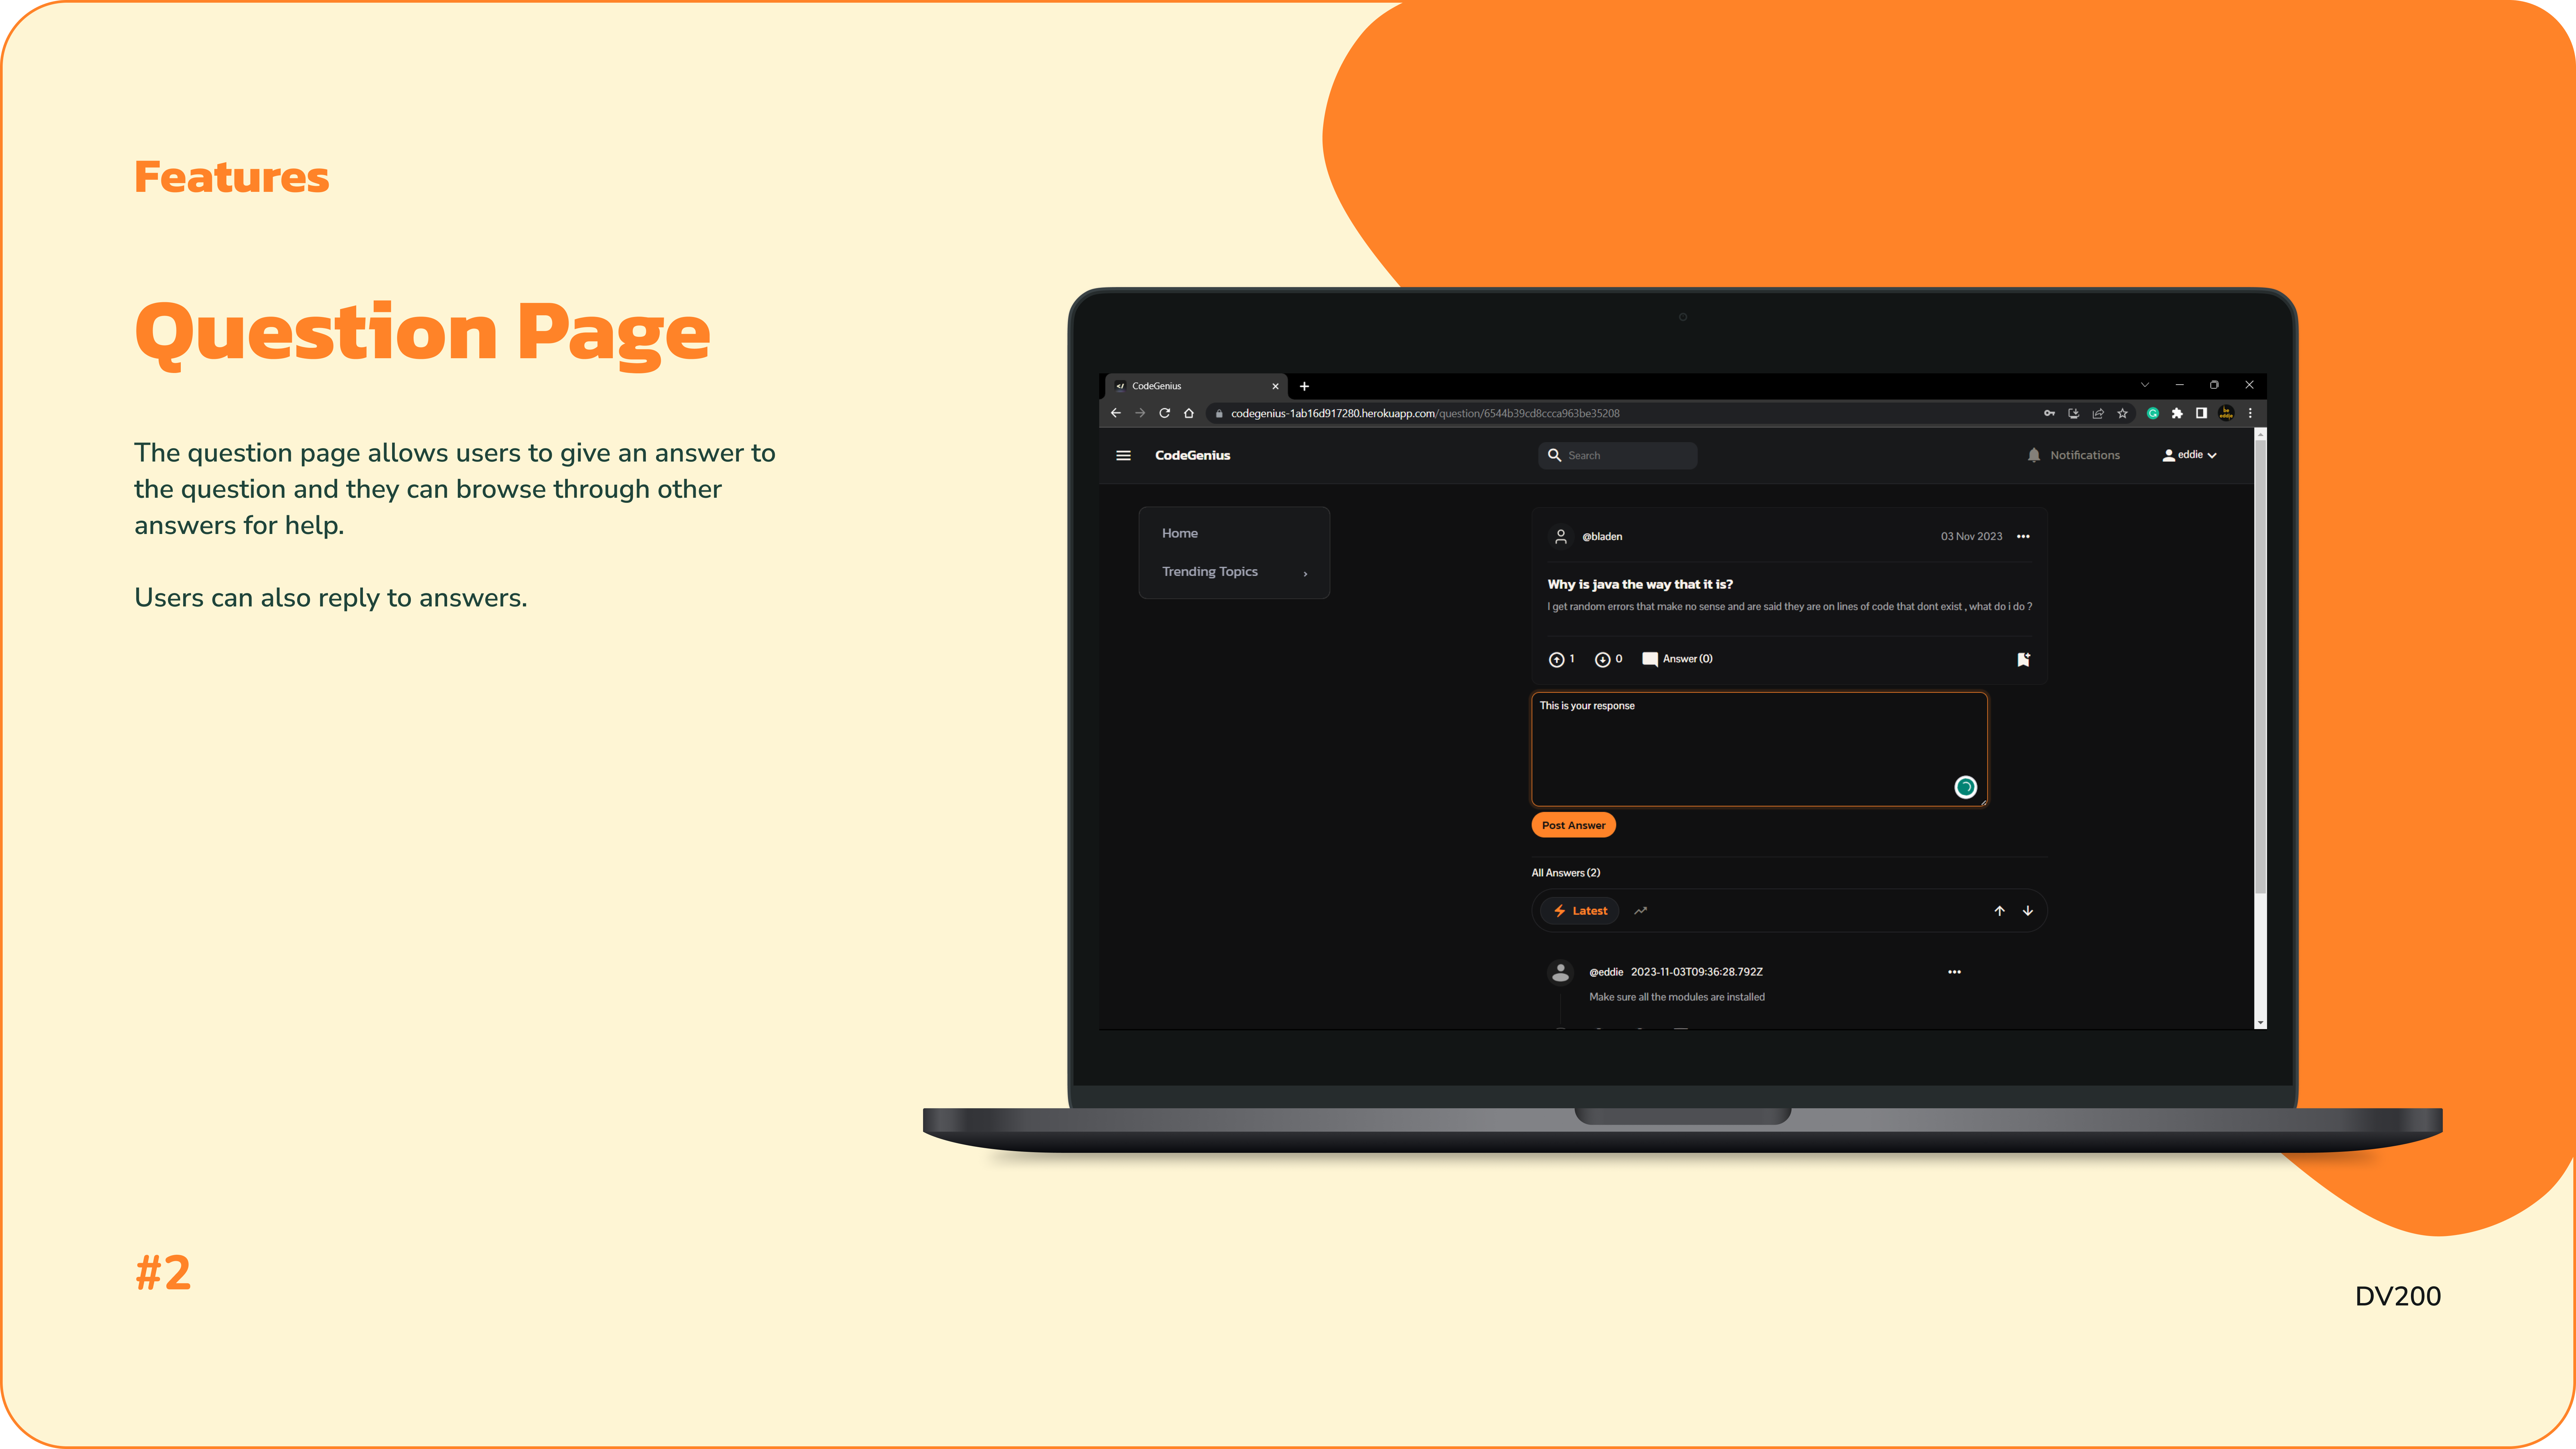 Features
Question Page
The question page allows users to give an answer to
the question and they can browse through other
answers for help.
Users can also reply to answers.
#2
CodeGenius
codegenius-1ab16d917280.herokuapp.com/question/6544b39cd8ccca963be35208
CodeGenius
Search
Notifications
eddie
Home
Trending Topics
@bladen
03 Nov 2023
Why is java the way that it is?
I get random errors that make no sense and are said they are on lines of code that dont exist , what do i do ?
1
0
Answer (0)
This is your response
Post Answer
All Answers (2)
Latest
@eddie 2023-11-03T09:36:28.792Z
Make sure all the modules are installed
DV200